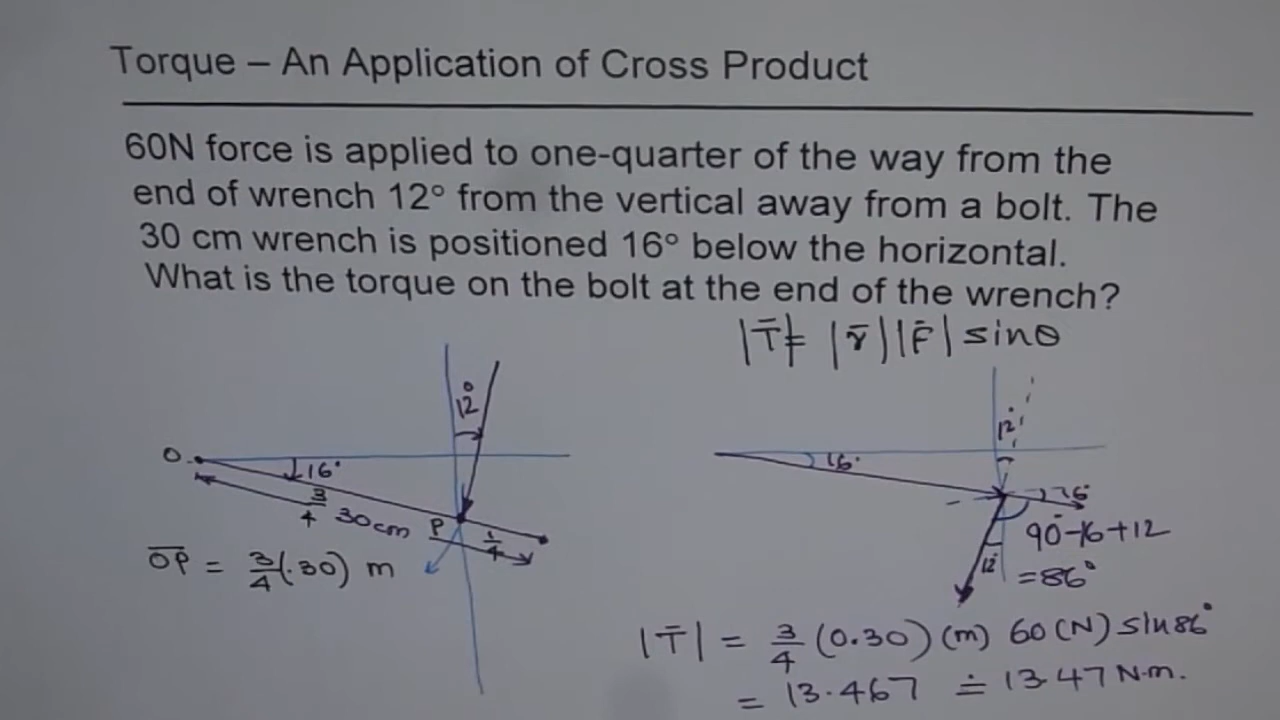 Torque – An Application of Cross Product
60N force is applied to one-quarter of the way from the
end of wrench 12° from the vertical away from a bolt. The
30 cm wrench is positioned 16° below the horizontal.
What is the torque on the bolt at the end of the wrench?
|T̄| = |r̄||F̄| sinθ
12°
O
16°
3/4 30cm
P
1/4
OP = 3/4(.30) m
12°
16°
16°
90-16+12
12°
=86°
|T̄| = 3/4 (0.30) (m) 60(N) sin86°
= 13.467 ≐ 13.47 N·m.